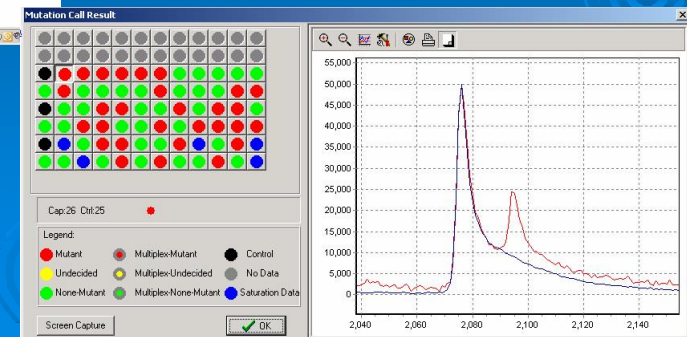 Mutation Call Result
Cap:26 Ctrl:25
Legend:
Mutant
Multiplex-Mutant
Control
Undecided
Multiplex-Undecided
No Data
None-Mutant
Multiplex-None-Mutant
Saturation Data
Screen Capture
OK
55,000
50,000
45,000
40,000
35,000
30,000
25,000
20,000
15,000
10,000
5,000
0
2,040
2,060
2,080
2,100
2,120
2,140